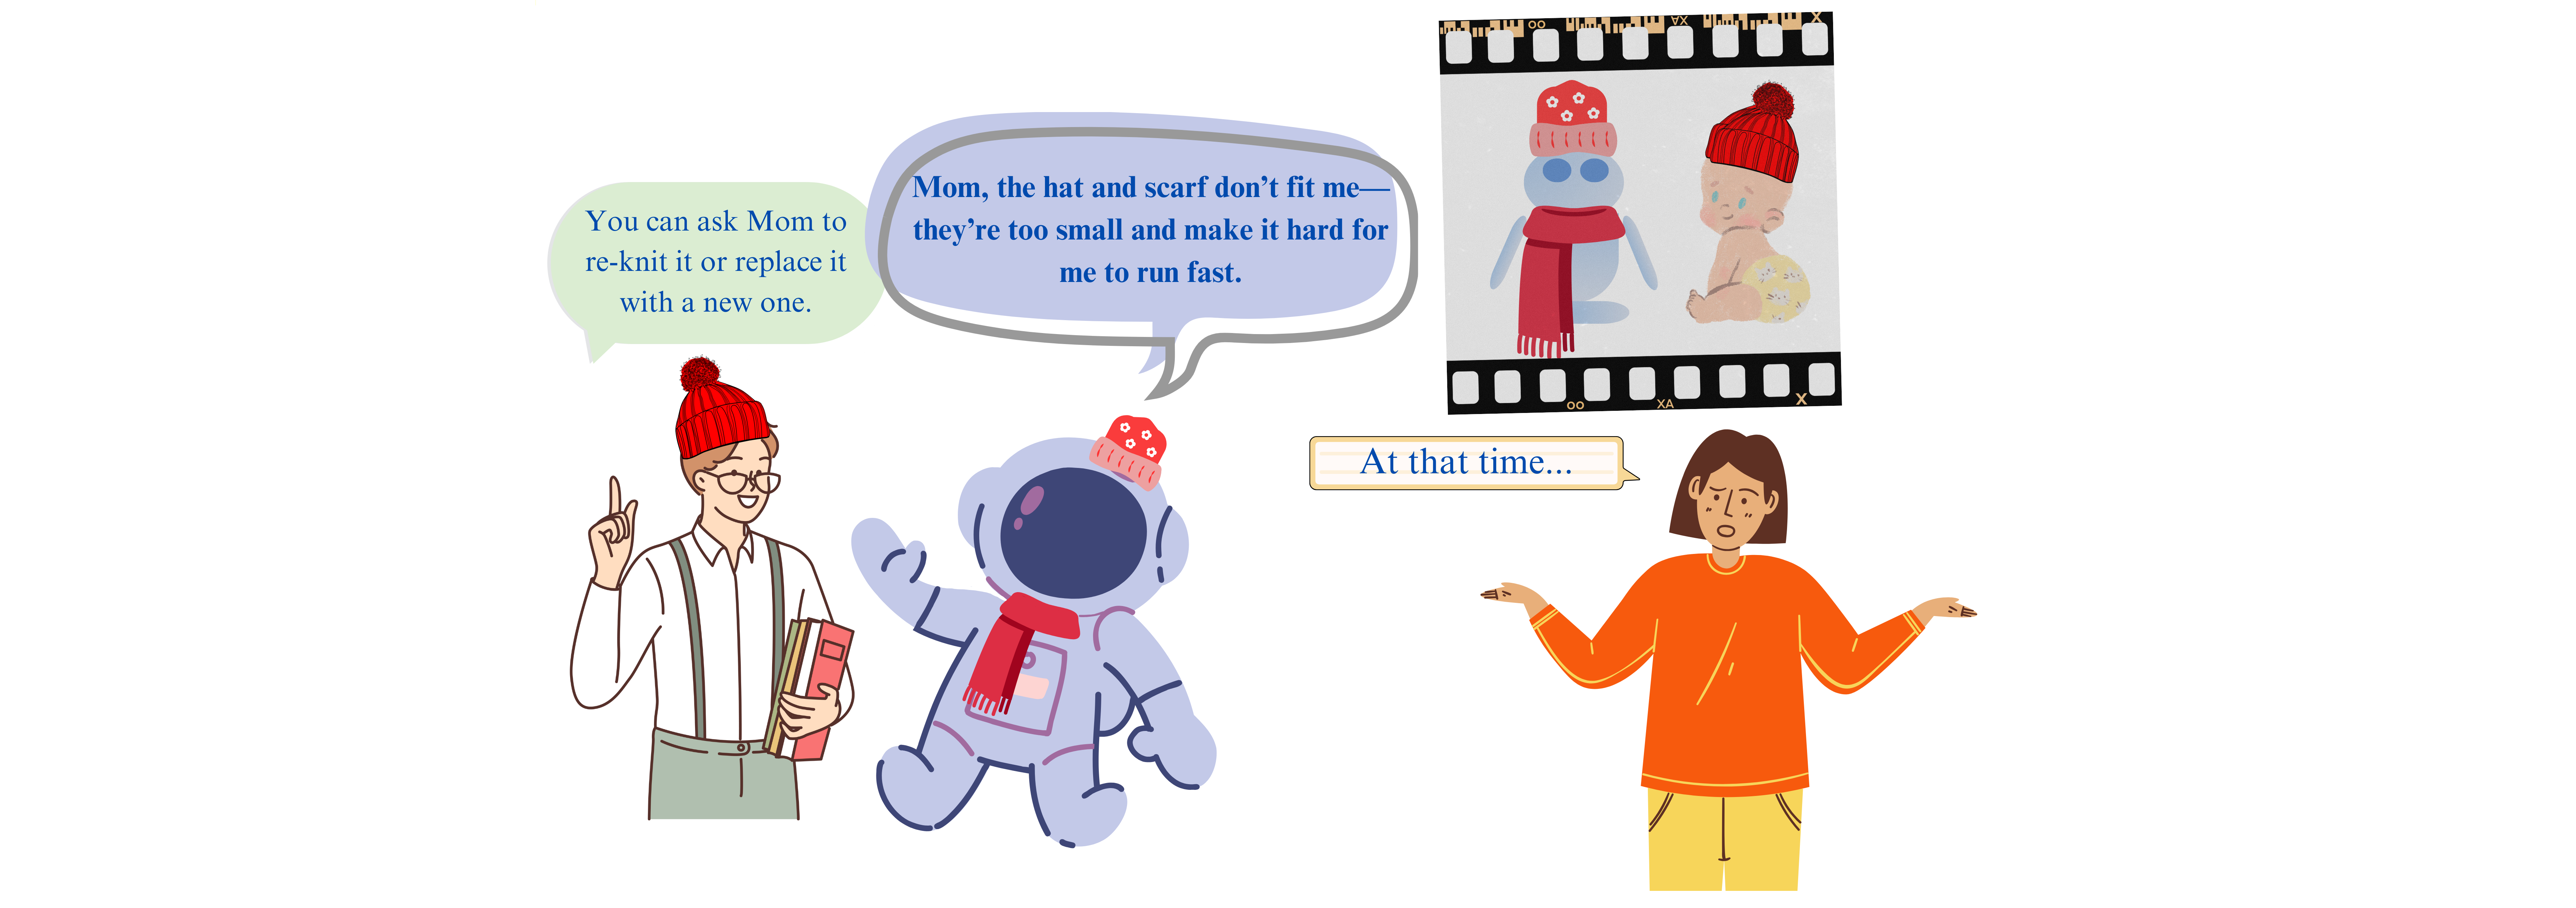 You can ask Mom to
re-knit it or replace it
with a new one.
Mom, the hat and scarf don’t fit me—
they’re too small and make it hard for
me to run fast.
At that time...